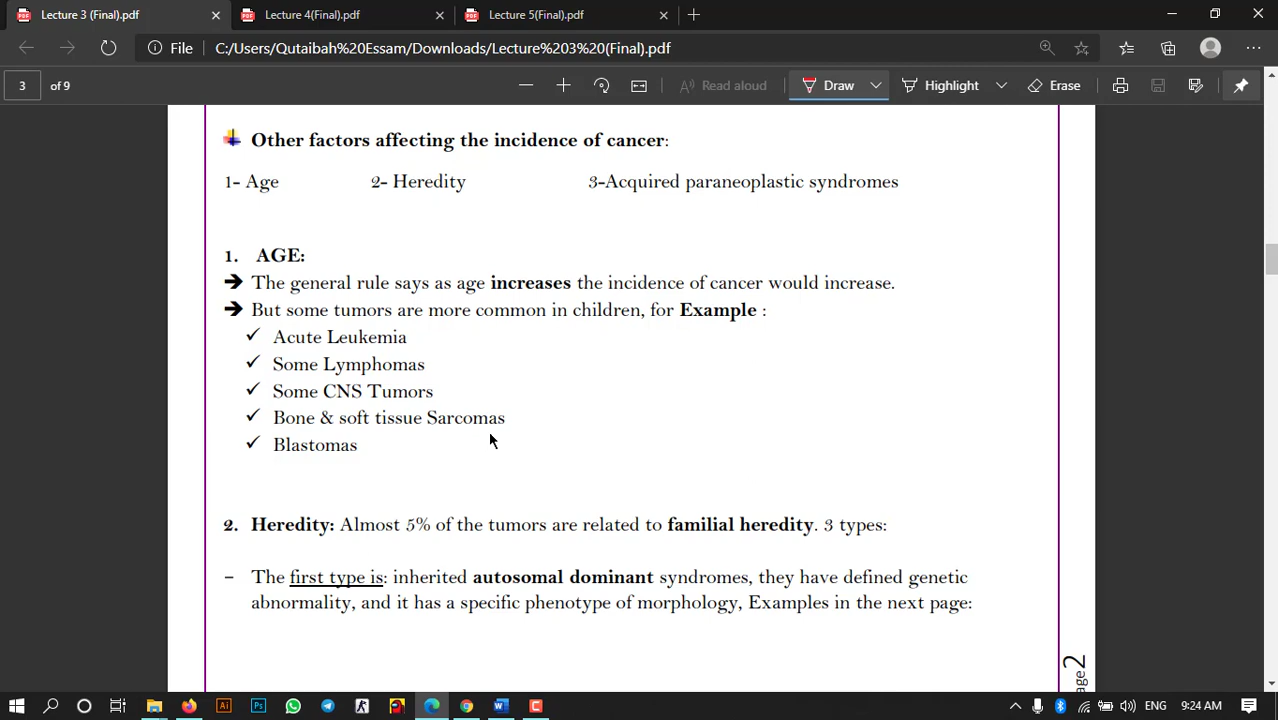 Lecture 3 (Final).pdf
Lecture 4(Final).pdf
Lecture 5(Final).pdf
File C:/Users/Qutaibah%20Essam/Downloads/Lecture%203%20(Final).pdf
3 of 9
Read aloud
Draw
Highlight
Erase
Other factors affecting the incidence of cancer:
1- Age 2- Heredity 3-Acquired paraneoplastic syndromes
1. AGE:
➔ The general rule says as age increases the incidence of cancer would increase.
➔ But some tumors are more common in children, for Example :
✓ Acute Leukemia
✓ Some Lymphomas
✓ Some CNS Tumors
✓ Bone & soft tissue Sarcomas
✓ Blastomas
2. Heredity: Almost 5% of the tumors are related to familial heredity. 3 types:
– The first type is: inherited autosomal dominant syndromes, they have defined genetic
abnormality, and it has a specific phenotype of morphology, Examples in the next page:
age2
Ai
Ps
ENG 9:24 AM